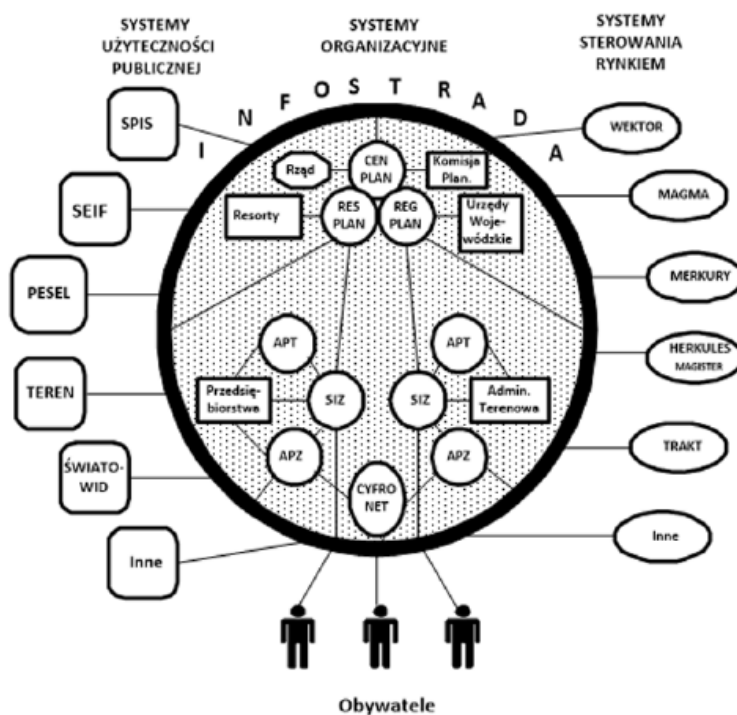 SYSTEMY
UŻYTECZNOŚCI
PUBLICZNEJ
SYSTEMY
ORGANIZACYJNE
SYSTEMY
STEROWANIA
RYNKIEM
I N F O S T R A D A
SPIS
SEIF
PESEL
TEREN
ŚWIATO-
WID
Inne
Rząd
CEN
PLAN
Komisja
Plan.
Resorty
RES
PLAN
REG
PLAN
Urzędy
Woje-
wódzkie
APT
APT
Przedsię-
biorstwa
SIZ
SIZ
Admin.
Terenowa
APZ
APZ
CYFRO
NET
WEKTOR
MAGMA
MERKURY
HERKULES
MAGISTER
TRAKT
Inne
Obywatele